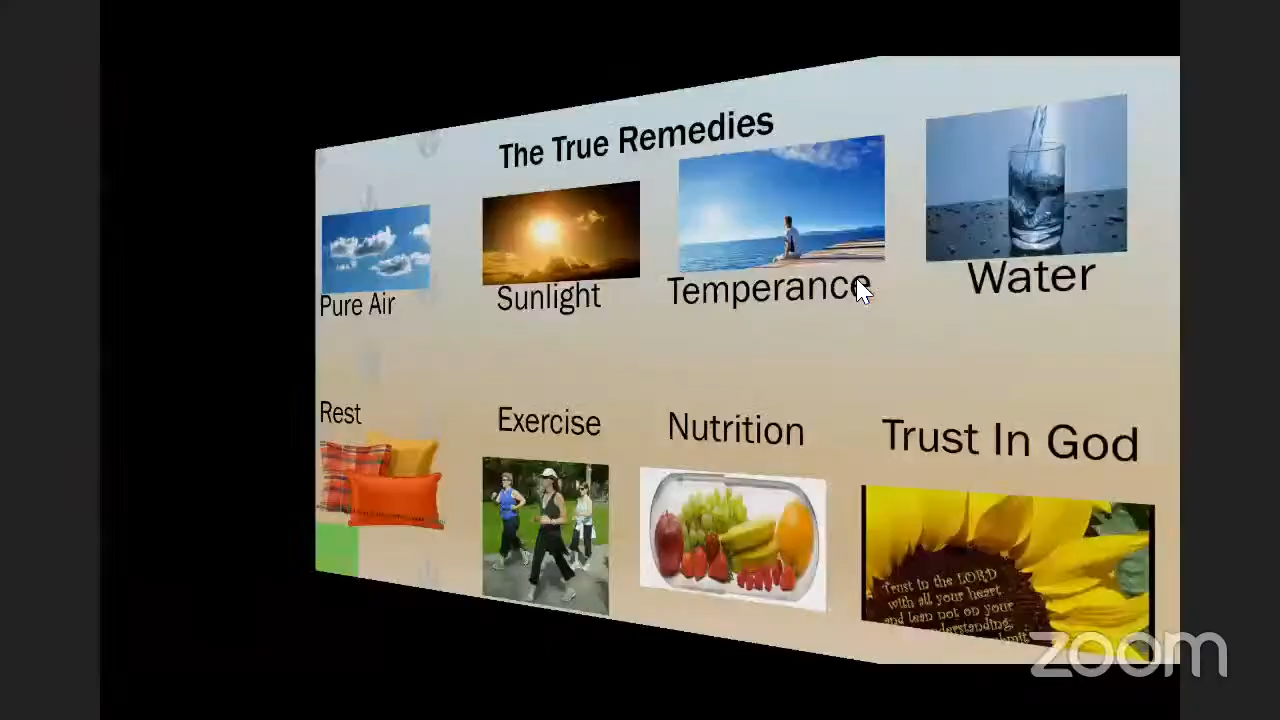 The True Remedies
Pure Air
Sunlight
Temperance
Water
Rest
Exercise
Nutrition
Trust In God
Trust in the LORD
with all your heart
and lean not on your
zoom